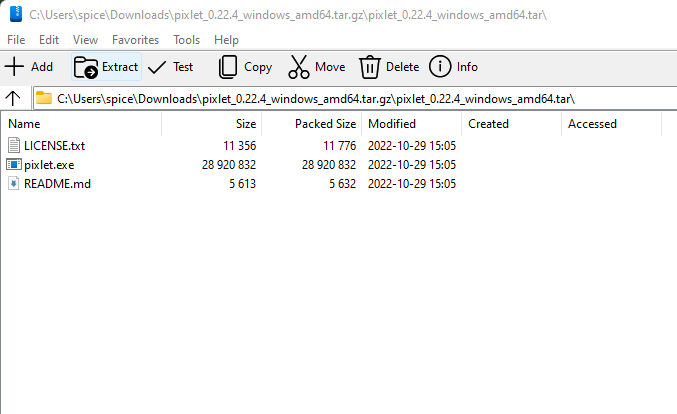 C:\Users\spice\Downloads\pixlet_0.22.4_windows_amd64.tar.gz\pixlet_0.22.4_windows_amd64.tar\
File Edit View Favorites Tools Help
Add Extract Test Copy Move Delete Info
C:\Users\spice\Downloads\pixlet_0.22.4_windows_amd64.tar.gz\pixlet_0.22.4_windows_amd64.tar\
Name Size Packed Size Modified Created Accessed
LICENSE.txt 11 356 11 776 2022-10-29 15:05
pixlet.exe 28 920 832 28 920 832 2022-10-29 15:05
README.md 5 613 5 632 2022-10-29 15:05